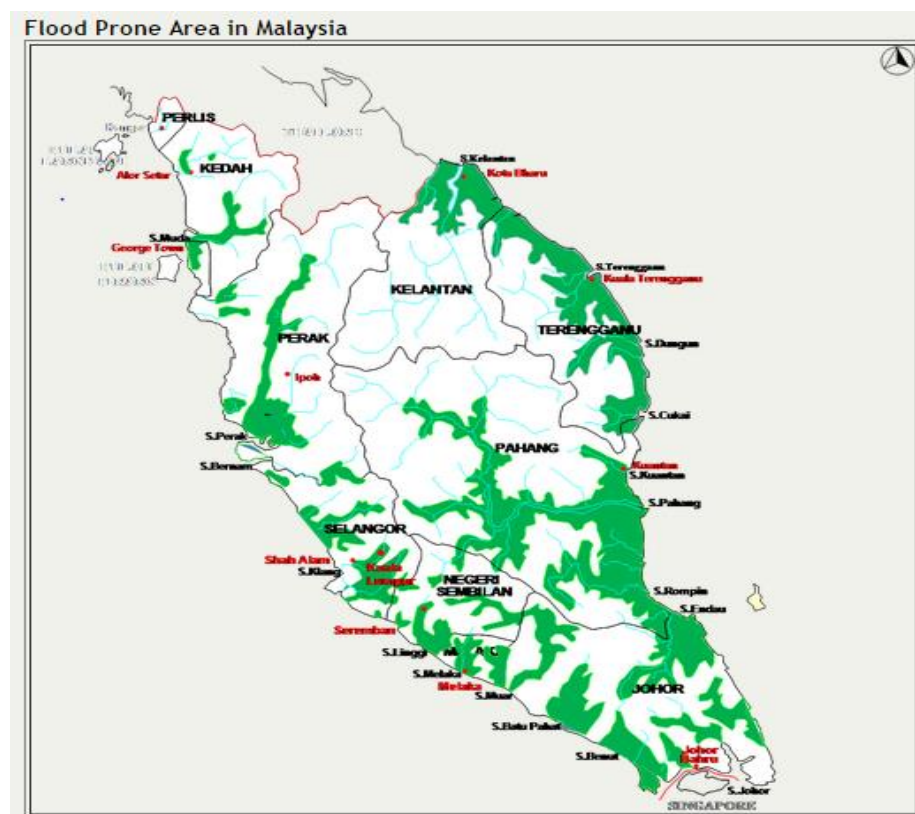 Flood Prone Area in Malaysia
PERLIS
KEDAH
Alor Setar
S.Kelantan
Kota Bharu
S.Muda
George Town
S.Terengganu
Kuala Terengganu
KELANTAN
TERENGGANU
PERAK
S.Dungun
Ipoh
S.Cukai
S.Perak
PAHANG
Kuantan
S.Bernam
S.Kuantan
S.Pahang
SELANGOR
Shah Alam
S.Klang
Kuala
NEGERI
SEMBILAN
S.Rompin
S.Endau
Seremban
S.Linggi
S.Melaka
Melaka
S.Muar
JOHOR
S.Batu Pahat
S.Benut
Johor
Bahru
S.Johor
SINGAPORE